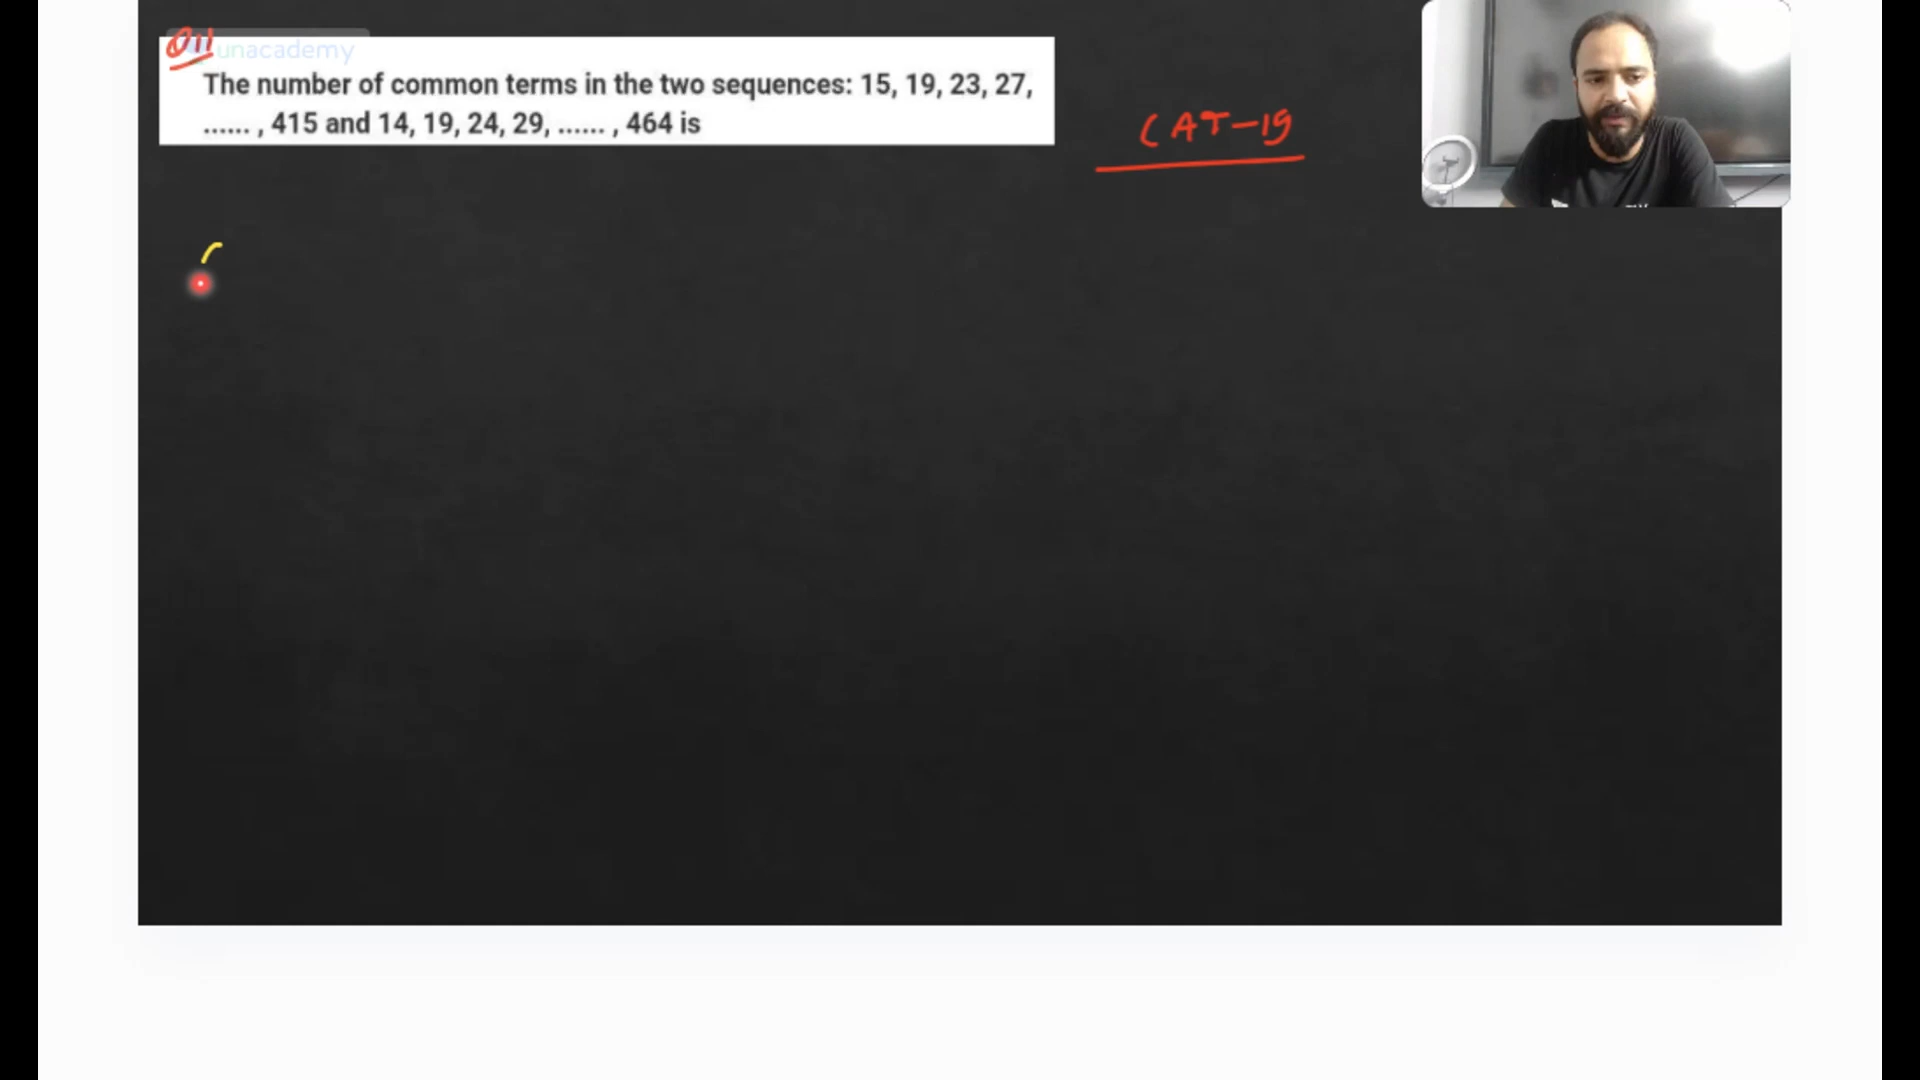 Q11 unacademy
The number of common terms in the two sequences: 15, 19, 23, 27,
...... , 415 and 14, 19, 24, 29, ...... , 464 is
CAT-19